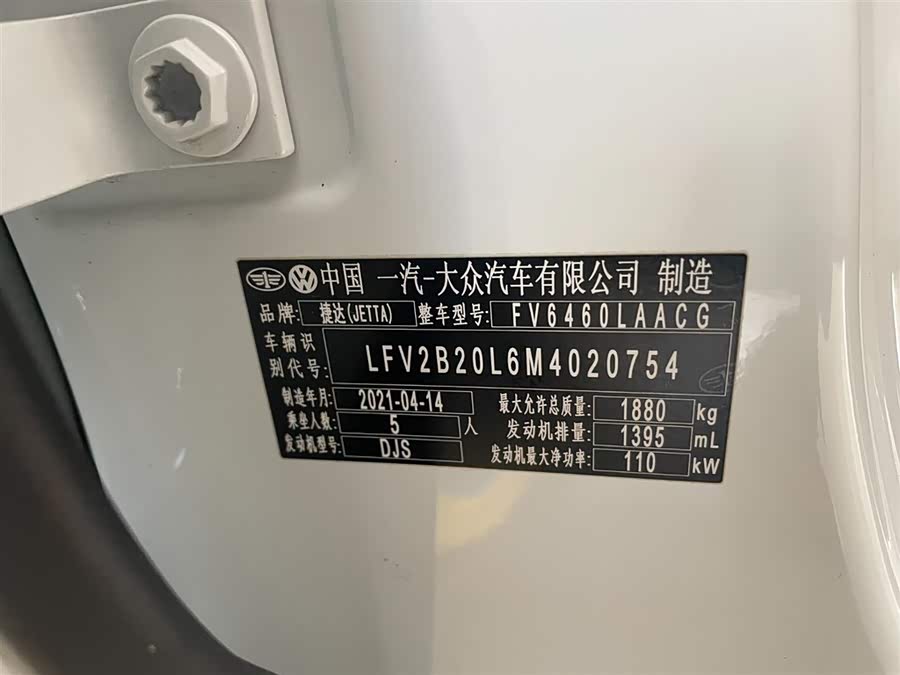 中国 一汽-大众汽车有限公司 制造
品牌: 捷达(JETTA) 整车型号: FV6460LAACG
车辆识别代号: LFV2B20L6M4020754
制造年月: 2021-04-14 最大允许总质量: 1880 kg
乘坐人数: 5 人 发动机排量: 1395 mL
发动机型号: DJS 发动机最大净功率: 110 kW